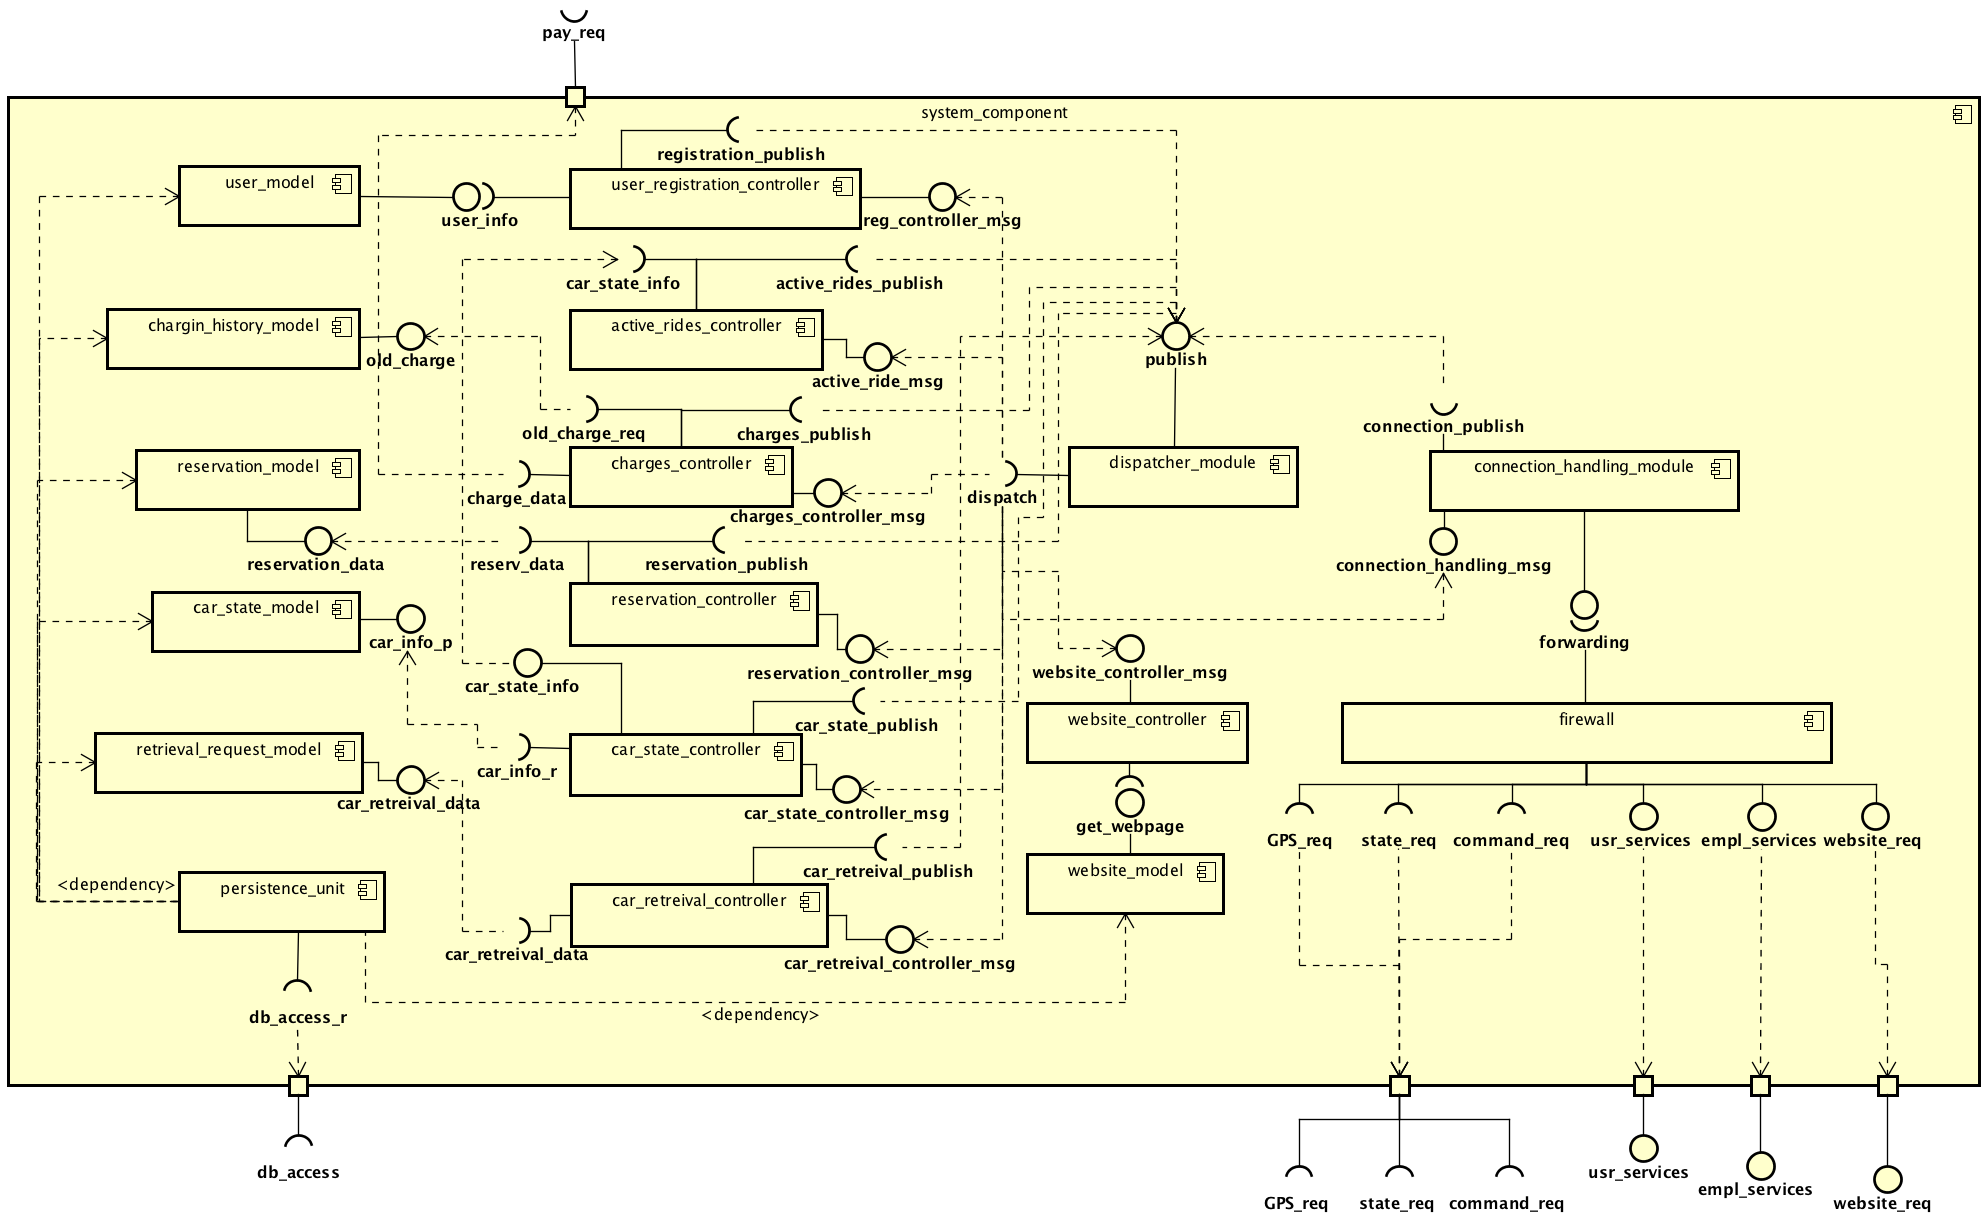 pay_req
system_component
registration_publish
user_model
user_registration_controller
user_info
reg_controller_msg
car_state_info
active_rides_publish
chargin_history_model
active_rides_controller
old_charge
publish
active_ride_msg
old_charge_req
charges_publish
connection_publish
reservation_model
charges_controller
dispatcher_module
connection_handling_module
charge_data
dispatch
charges_controller_msg
reservation_data
reserv_data
reservation_publish
connection_handling_msg
car_state_model
reservation_controller
car_info_p
forwarding
reservation_controller_msg
website_controller_msg
car_state_info
car_state_publish
website_controller
firewall
retrieval_request_model
car_state_controller
car_info_r
car_retreival_data
car_state_controller_msg
get_webpage
GPS_req
state_req
command_req
usr_services
empl_services
website_req
car_retreival_publish
website_model
<dependency>
persistence_unit
car_retreival_controller
car_retreival_data
car_retreival_controller_msg
db_access_r
<dependency>
db_access
usr_services
empl_services
GPS_req
state_req
command_req
website_req